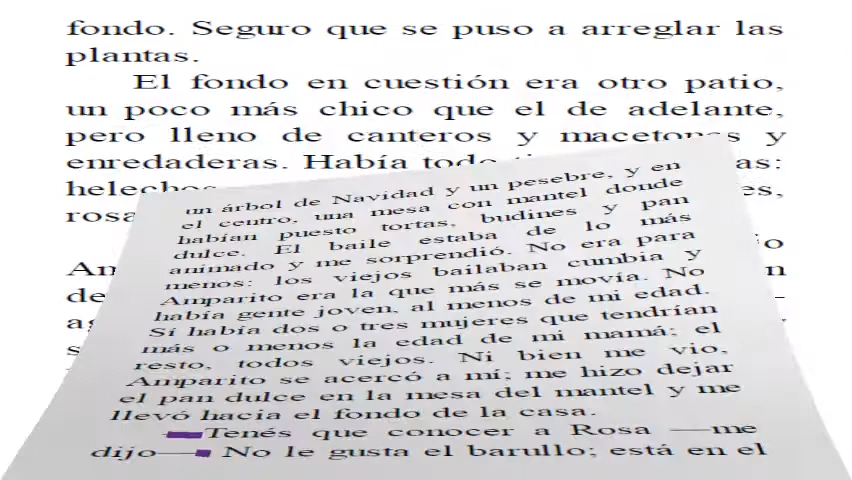 fondo. Seguro que se puso a arreglar las
plantas.
El fondo en cuestión era otro patio,
un poco más chico que el de adelante,
pero lleno de canteros y macetones y
enredaderas. Había
helechos
un árbol de Navidad y un pesebre, y en
el centro, una mesa con mantel donde
habían puesto tortas, budines y pan
dulce. El baile estaba de lo más
animado y me sorprendió. No era para
menos: los viejos bailaban cumbia y
Amparito era la que más se movía. No
había gente joven, al menos de mi edad.
Sí había dos o tres mujeres que tendrían
más o menos la edad de mi mamá; el
resto, todos viejos. Ni bien me vio,
Amparito se acercó a mí; me hizo dejar
el pan dulce en la mesa del mantel y me
llevó hacia el fondo de la casa.
Tenés que conocer a Rosa —me
dijo— No le gusta el barullo; está en el